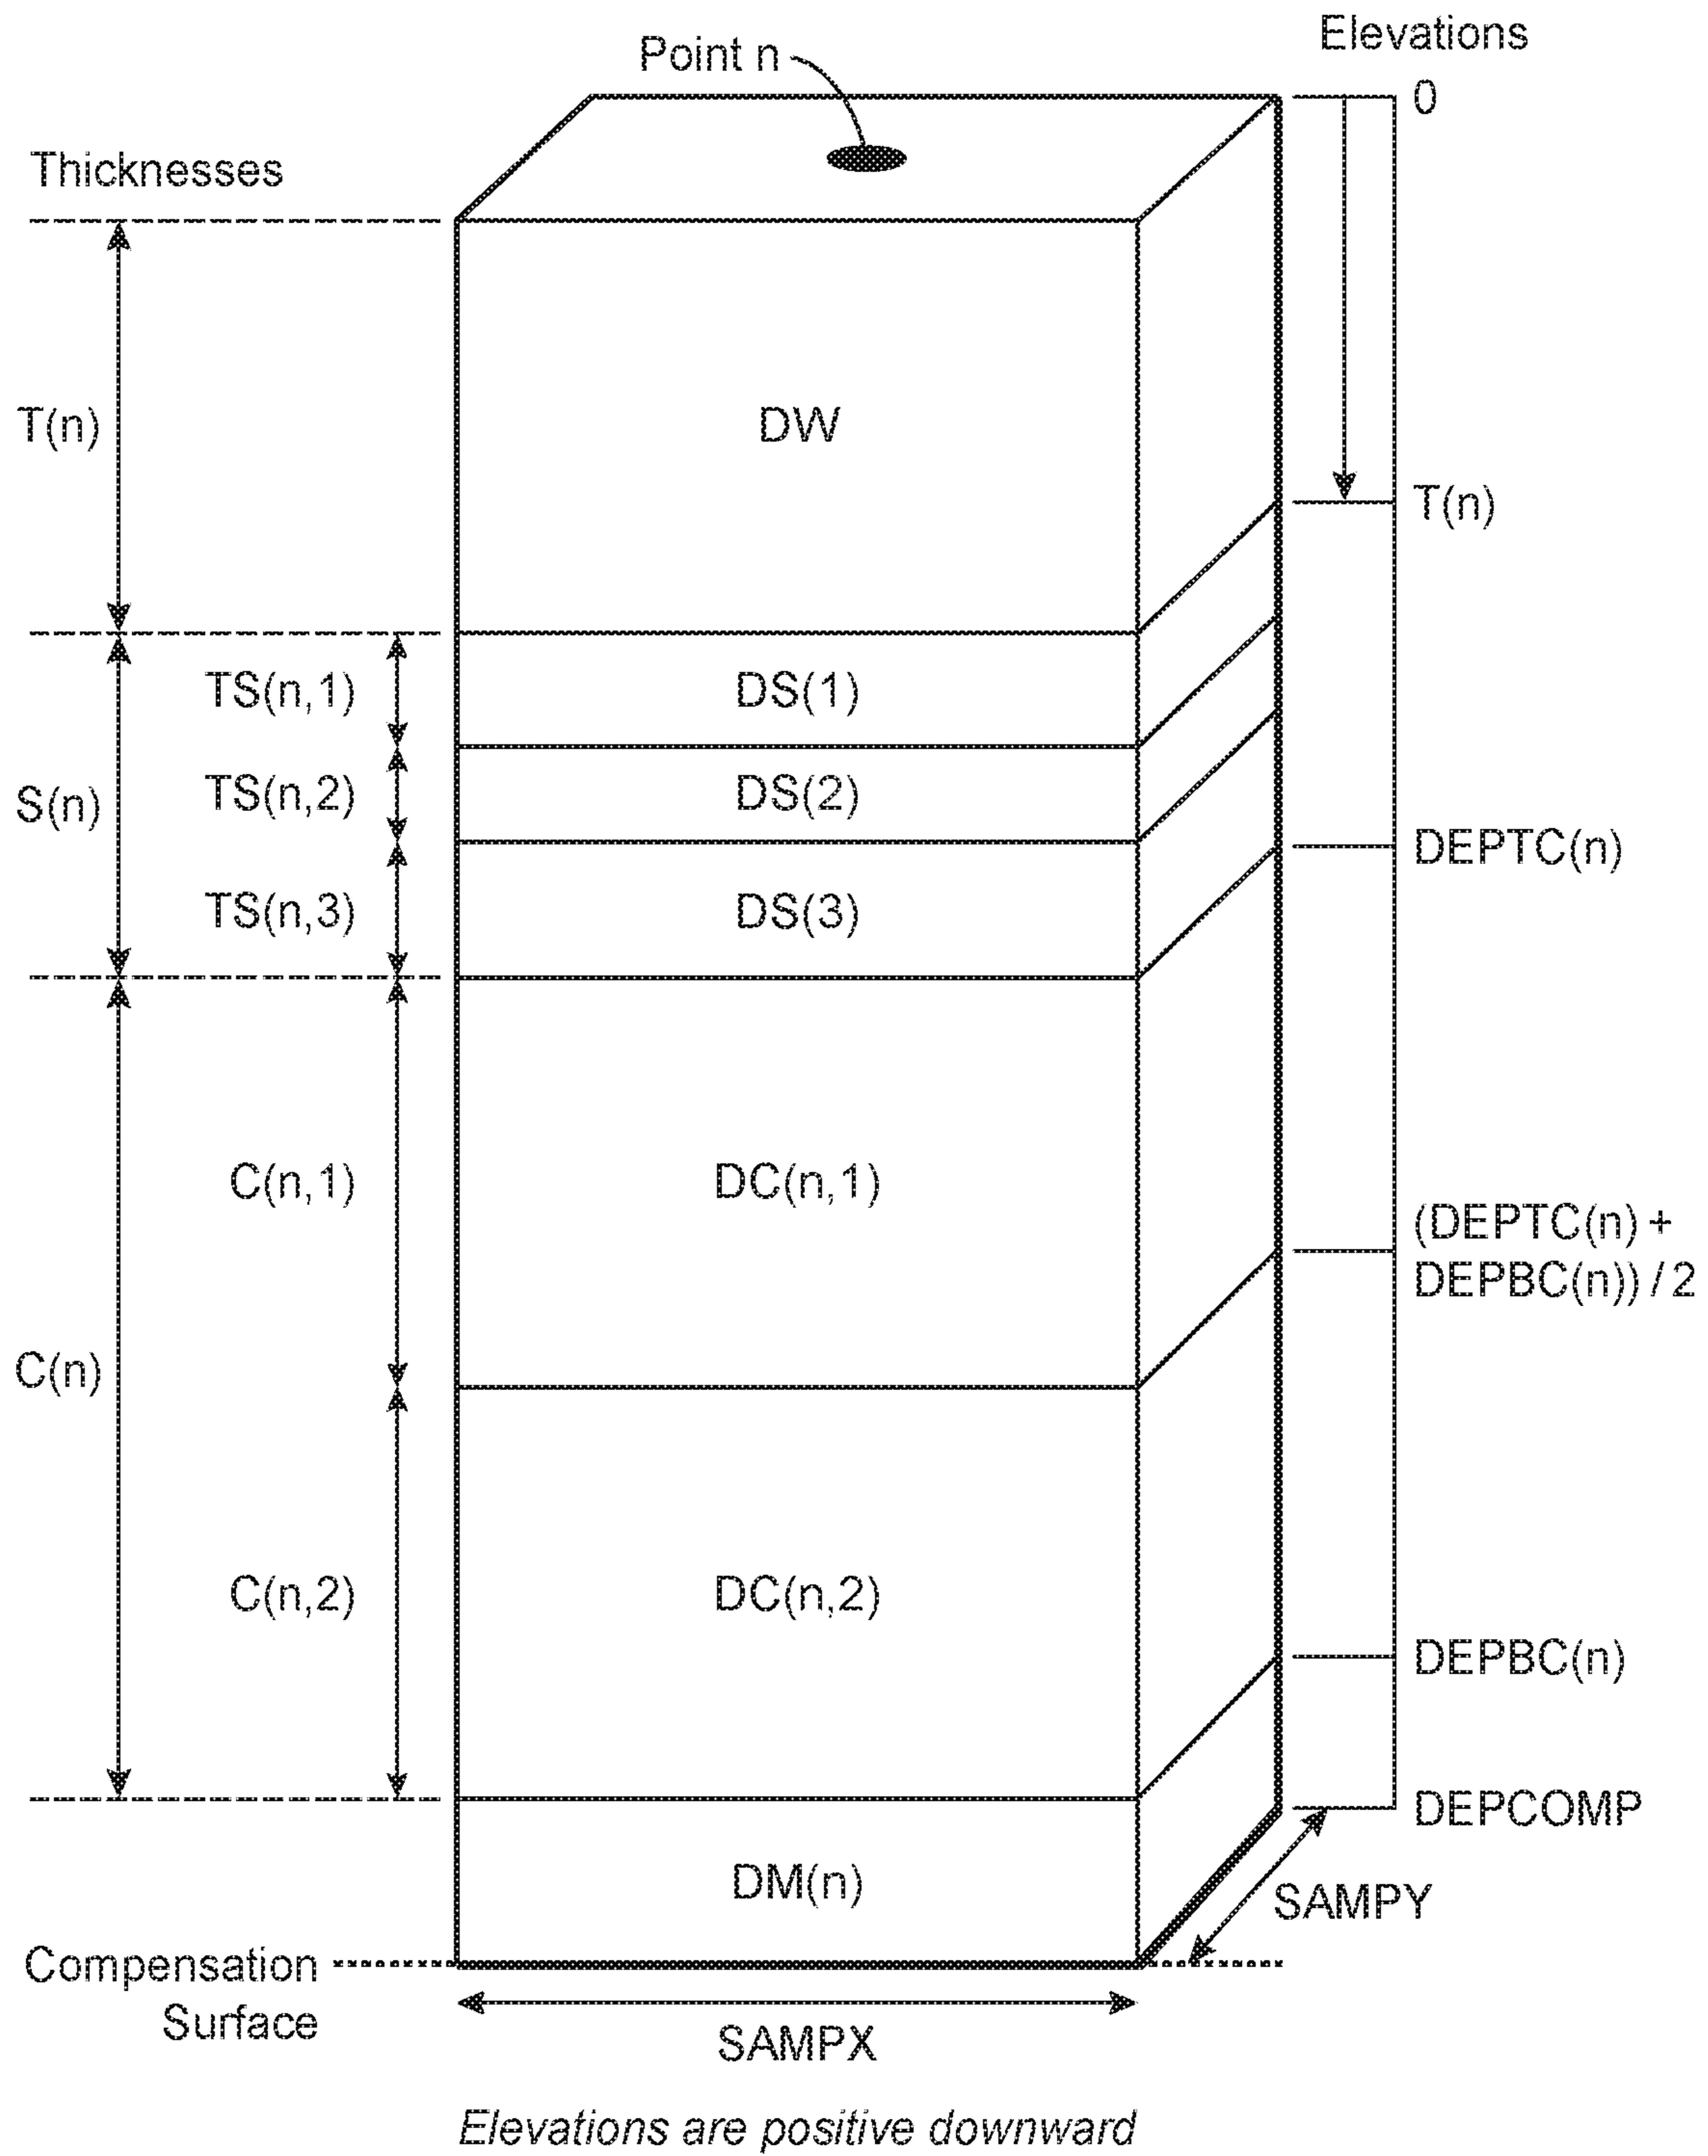 Elevations
Point n
0
Thicknesses
T(n)
DW
T(n)
TS(n,1)
DS(1)
S(n)
TS(n,2)
DS(2)
DEPTC(n)
TS(n,3)
DS(3)
C(n,1)
DC(n,1)
(DEPTC(n) +
DEPBC(n)) / 2
C(n)
C(n,2)
DC(n,2)
DEPBC(n)
DEPCOMP
DM(n)
SAMPY
Compensation
Surface
SAMPX
Elevations are positive downward